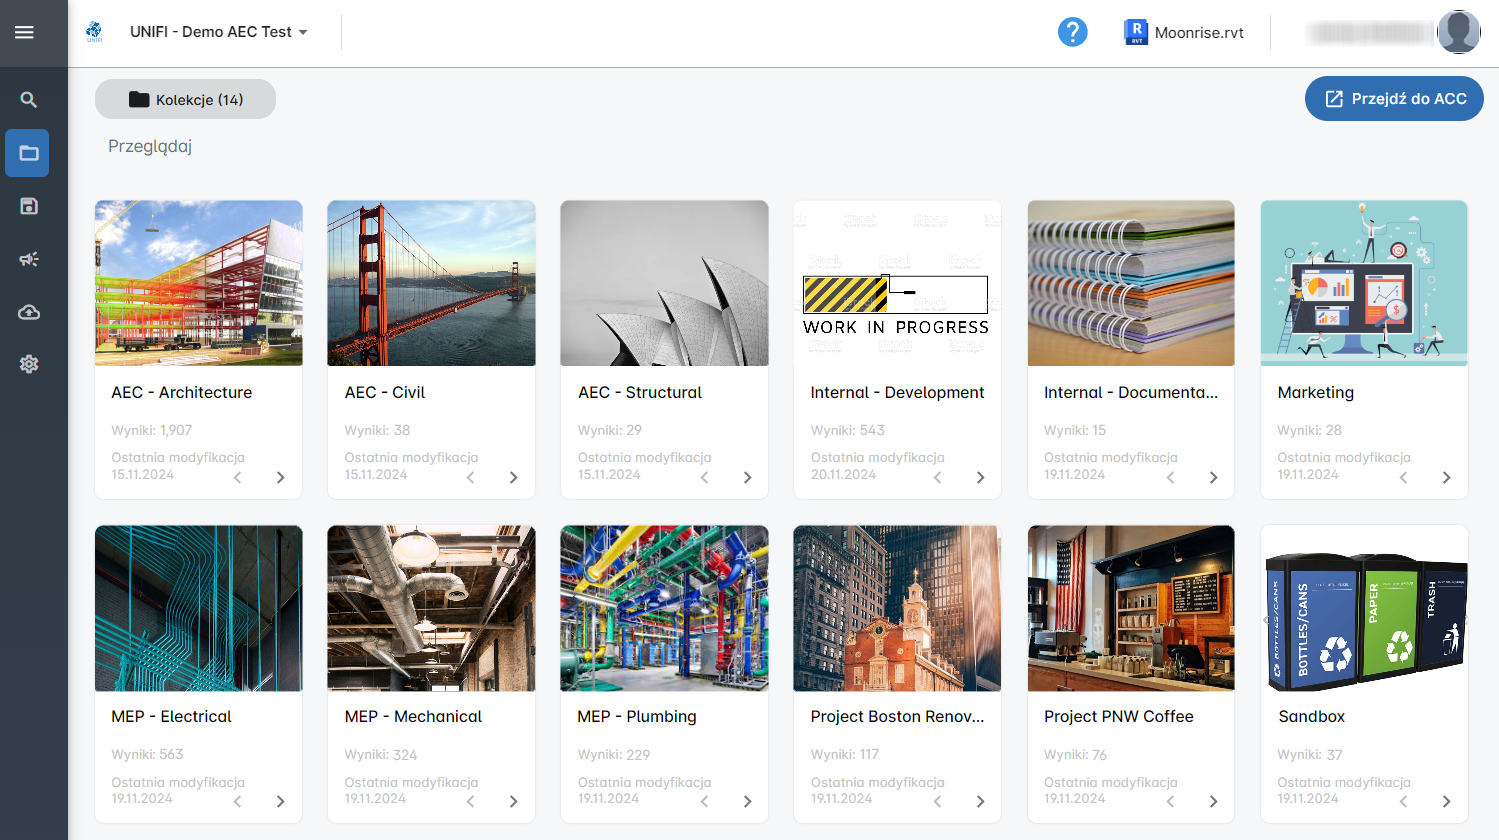 UNIFI
UNIFI - Demo AEC Test
?
R
RVT
Moonrise.rvt
Kolekcje (14)
Przejdź do ACC
Przeglądaj
WORK IN PROGRESS
AEC - Architecture
Wyniki: 1,907
Ostatnia modyfikacja
15.11.2024
AEC - Civil
Wyniki: 38
Ostatnia modyfikacja
15.11.2024
AEC - Structural
Wyniki: 29
Ostatnia modyfikacja
15.11.2024
Internal - Development
Wyniki: 543
Ostatnia modyfikacja
20.11.2024
Internal - Documenta...
Wyniki: 15
Ostatnia modyfikacja
19.11.2024
Marketing
Wyniki: 28
Ostatnia modyfikacja
19.11.2024
BOTTLES/CANS
BOTTLES/CANS
PAPER
TRASH
MEP - Electrical
Wyniki: 563
Ostatnia modyfikacja
19.11.2024
MEP - Mechanical
Wyniki: 324
Ostatnia modyfikacja
19.11.2024
MEP - Plumbing
Wyniki: 229
Ostatnia modyfikacja
19.11.2024
Project Boston Renov...
Wyniki: 117
Ostatnia modyfikacja
19.11.2024
Project PNW Coffee
Wyniki: 76
Ostatnia modyfikacja
19.11.2024
Sandbox
Wyniki: 37
Ostatnia modyfikacja
19.11.2024